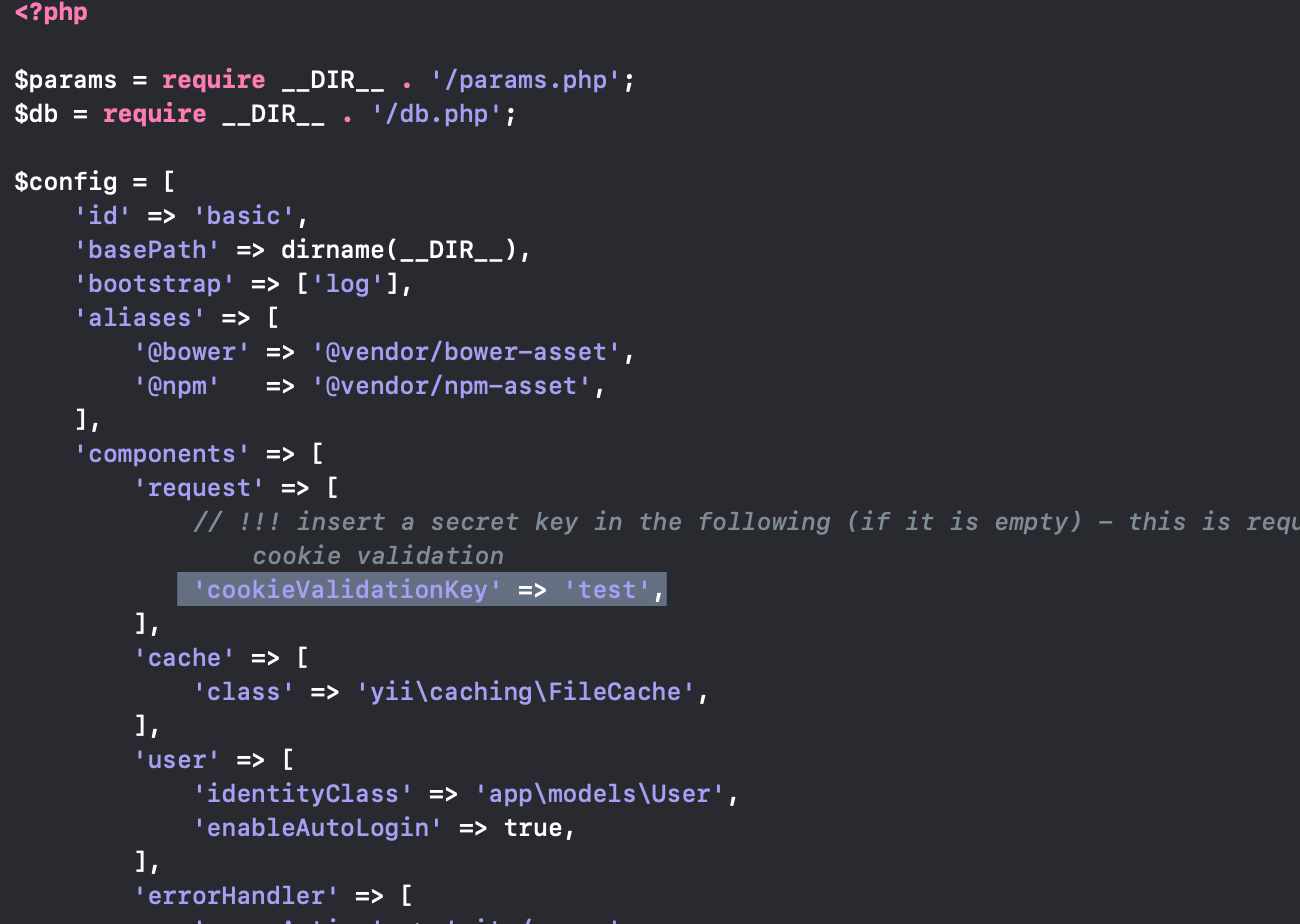 <?php

$params = require __DIR__ . '/params.php';
$db = require __DIR__ . '/db.php';

$config = [
    'id' => 'basic',
    'basePath' => dirname(__DIR__),
    'bootstrap' => ['log'],
    'aliases' => [
        '@bower' => '@vendor/bower-asset',
        '@npm'   => '@vendor/npm-asset',
    ],
    'components' => [
        'request' => [
            // !!! insert a secret key in the following (if it is empty) - this is requ
                cookie validation
            'cookieValidationKey' => 'test',
        ],
        'cache' => [
            'class' => 'yii\caching\FileCache',
        ],
        'user' => [
            'identityClass' => 'app\models\User',
            'enableAutoLogin' => true,
        ],
        'errorHandler' => [